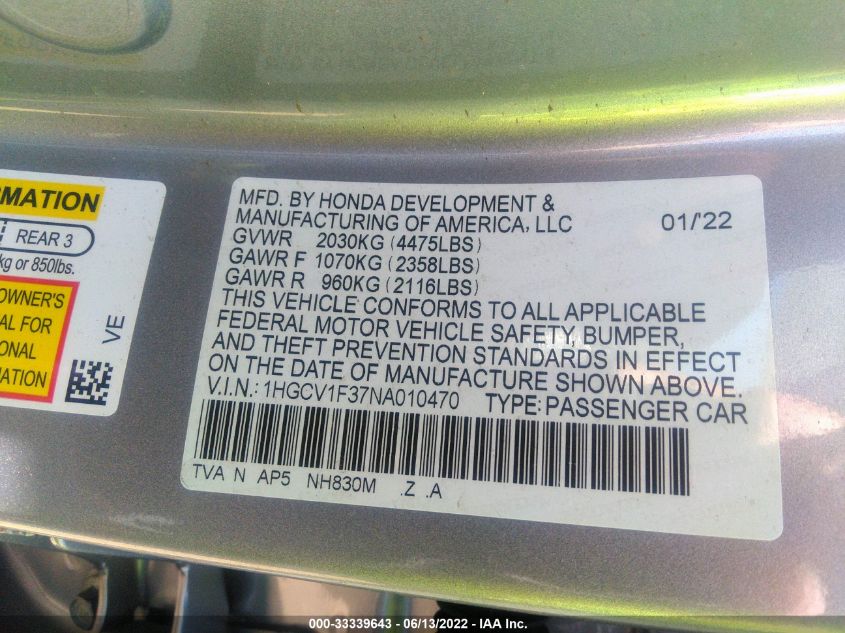 RMATION
REAR 3
kg or 850lbs.
OWNER'S
AL FOR
ONAL
MATION
VE
MFD. BY HONDA DEVELOPMENT &
MANUFACTURING OF AMERICA, LLC 01/22
GVWR 2030KG (4475LBS)
GAWR F 1070KG (2358LBS)
GAWR R 960KG (2116LBS)
THIS VEHICLE CONFORMS TO ALL APPLICABLE
FEDERAL MOTOR VEHICLE SAFETY, BUMPER,
AND THEFT PREVENTION STANDARDS IN EFFECT
ON THE DATE OF MANUFACTURE SHOWN ABOVE.
V.I.N.: 1HGCV1F37NA010470 TYPE: PASSENGER CAR
TVA N AP5 NH830M .Z .A
000-33339643 - 06/13/2022 - IAA Inc.